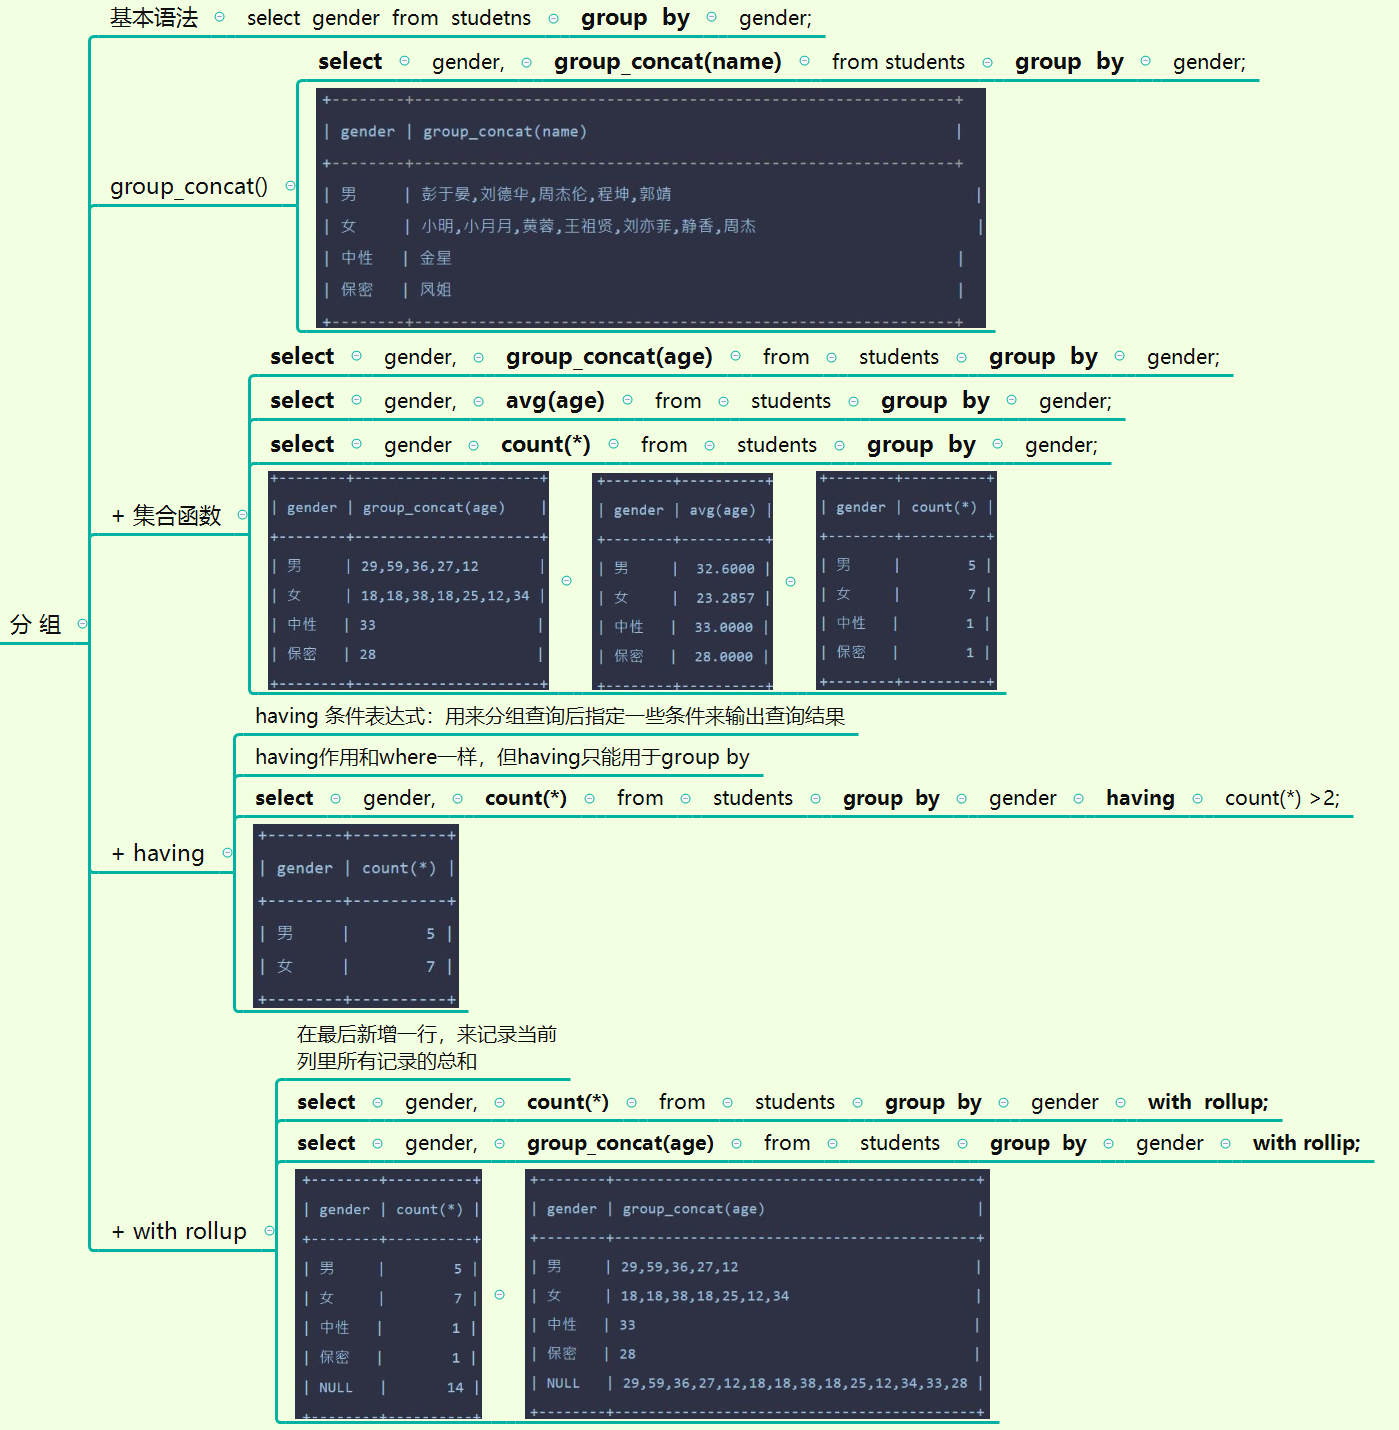 基本语法 select gender from studetns group by gender;
select gender, group_concat(name) from students group by gender;
group_concat()
+--------+----------------------------------------------------------+
| gender | group_concat(name) |
+--------+----------------------------------------------------------+
| 男 | 彭于晏,刘德华,周杰伦,程坤,郭靖 |
| 女 | 小明,小月月,黄蓉,王祖贤,刘亦菲,静香,周杰 |
| 中性 | 金星 |
| 保密 | 凤姐 |
+--------+----------------------------------------------------------+
select gender, group_concat(age) from students group by gender;
select gender, avg(age) from students group by gender;
select gender count(*) from students group by gender;
+ 集合函数
+--------+---------------------+
| gender | group_concat(age) |
+--------+---------------------+
| 男 | 29,59,36,27,12 |
| 女 | 18,18,38,18,25,12,34 |
| 中性 | 33 |
| 保密 | 28 |
+--------+---------------------+
+--------+----------+
| gender | avg(age) |
+--------+----------+
| 男 | 32.6000 |
| 女 | 23.2857 |
| 中性 | 33.0000 |
| 保密 | 28.0000 |
+--------+----------+
+--------+----------+
| gender | count(*) |
+--------+----------+
| 男 | 5 |
| 女 | 7 |
| 中性 | 1 |
| 保密 | 1 |
+--------+----------+
分 组
having 条件表达式：用来分组查询后指定一些条件来输出查询结果
having作用和where一样，但having只能用于group by
select gender, count(*) from students group by gender having count(*) >2;
+ having
+--------+----------+
| gender | count(*) |
+--------+----------+
| 男 | 5 |
| 女 | 7 |
+--------+----------+
在最后新增一行，来记录当前
列里所有记录的总和
select gender, count(*) from students group by gender with rollup;
select gender, group_concat(age) from students group by gender with rollip;
+ with rollup
+--------+----------+
| gender | count(*) |
+--------+----------+
| 男 | 5 |
| 女 | 7 |
| 中性 | 1 |
| 保密 | 1 |
| NULL | 14 |
+--------+----------+
+--------+-------------------------------------------+
| gender | group_concat(age) |
+--------+-------------------------------------------+
| 男 | 29,59,36,27,12 |
| 女 | 18,18,38,18,25,12,34 |
| 中性 | 33 |
| 保密 | 28 |
| NULL | 29,59,36,27,12,18,18,38,18,25,12,34,33,28 |
+--------+-------------------------------------------+